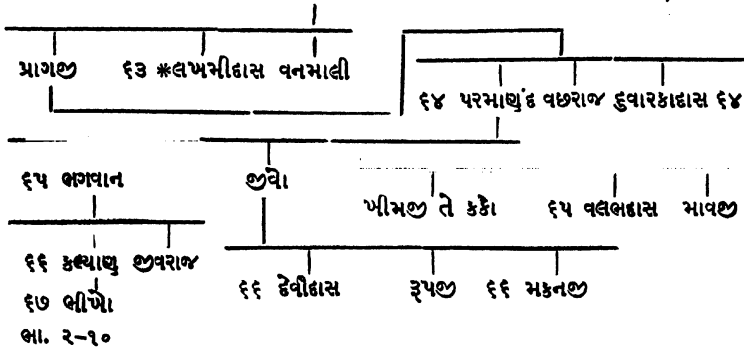 પ્રાગજી ૬૩ *લખમીદાસ વનમાલી
૬૪ પરમાણુંદ વછરાજ દુવારકાદાસ ૬૪
૬૫ ભગવાન જીવો
ખીમજી તે કકો ૬૫ વલભદાસ માવજી
૬૬ કલ્યાણ જીવરાજ
૬૬ દેવીદાસ રૂપજી ૬૬ મકનજી
૬૭ ભીખો
ભા. ૨-૧૦